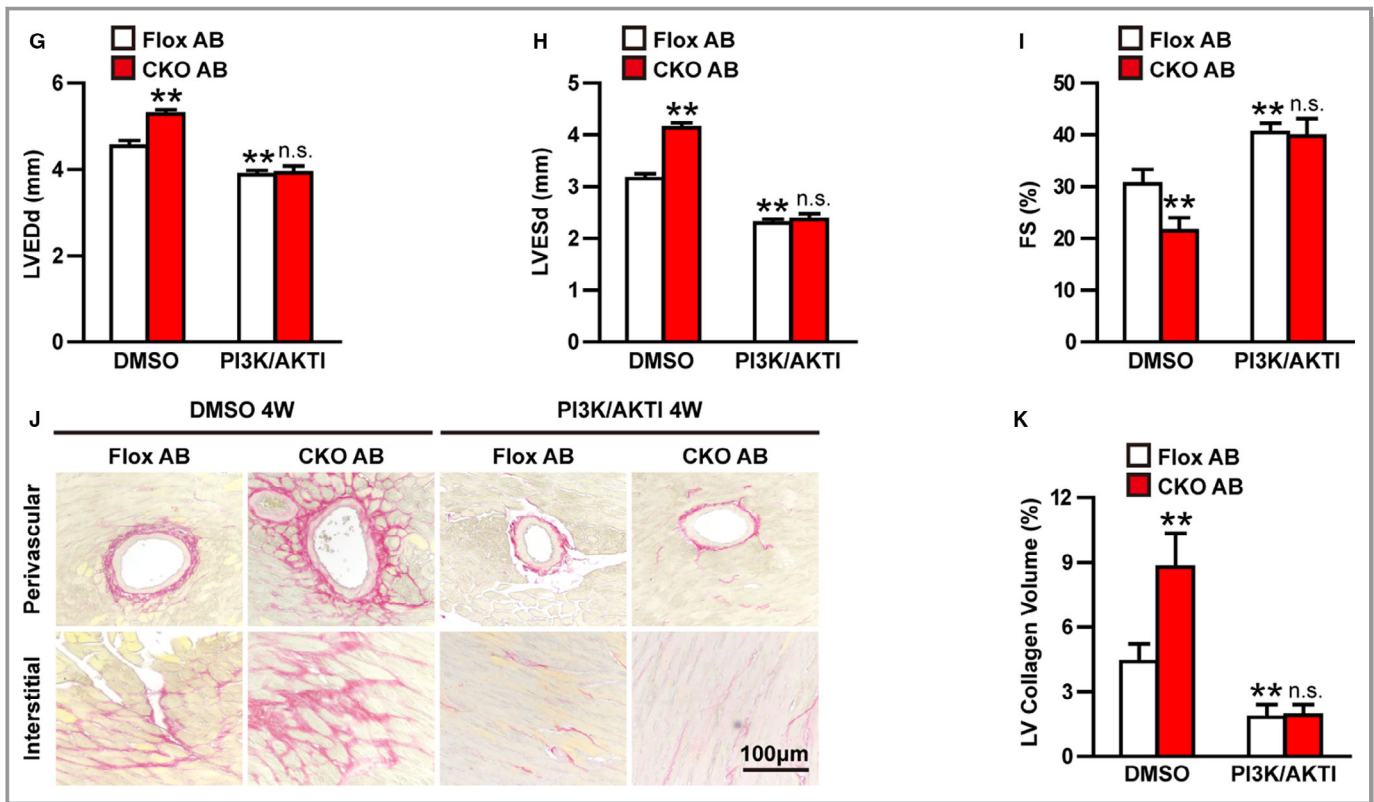 G
Flox AB
CKO AB
LVEDd (mm)
6
4
2
0
**
** n.s.
DMSO PI3K/AKTI
H
Flox AB
CKO AB
LVESd (mm)
5
4
3
2
1
0
**
** n.s.
DMSO PI3K/AKTI
I
Flox AB
CKO AB
FS (%)
50
40
30
20
10
0
**
** n.s.
DMSO PI3K/AKTI
J
DMSO 4W PI3K/AKTI 4W
Flox AB CKO AB Flox AB CKO AB
Perivascular
Interstitial
100μm
K
Flox AB
CKO AB
LV Collagen Volume (%)
12
9
6
3
0
**
** n.s.
DMSO PI3K/AKTI